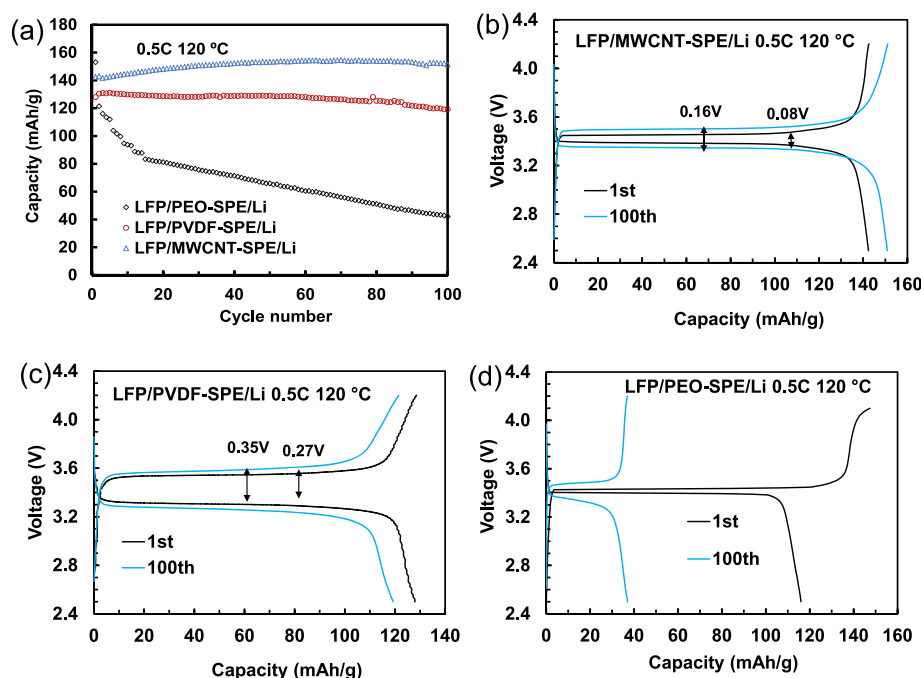 (a)
0.5C 120 ºC
Capacity (mAh/g)
180
160
140
120
100
80
60
40
20
0
LFP/PEO-SPE/Li
LFP/PVDF-SPE/Li
LFP/MWCNT-SPE/Li
0 20 40 60 80 100
Cycle number
(b)
LFP/MWCNT-SPE/Li 0.5C 120 °C
Voltage (V)
4.4
4.0
3.6
3.2
2.8
2.4
0.16V
0.08V
1st
100th
0 20 40 60 80 100 120 140 160
Capacity (mAh/g)
(c)
LFP/PVDF-SPE/Li 0.5C 120 °C
Voltage (V)
4.4
4.0
3.6
3.2
2.8
2.4
0.35V
0.27V
1st
100th
0 20 40 60 80 100 120 140
Capacity (mAh/g)
(d)
LFP/PEO-SPE/Li 0.5C 120 °C
Voltage (V)
4.4
4.0
3.6
3.2
2.8
2.4
1st
100th
0 20 40 60 80 100 120 140 160
Capacity (mAh/g)